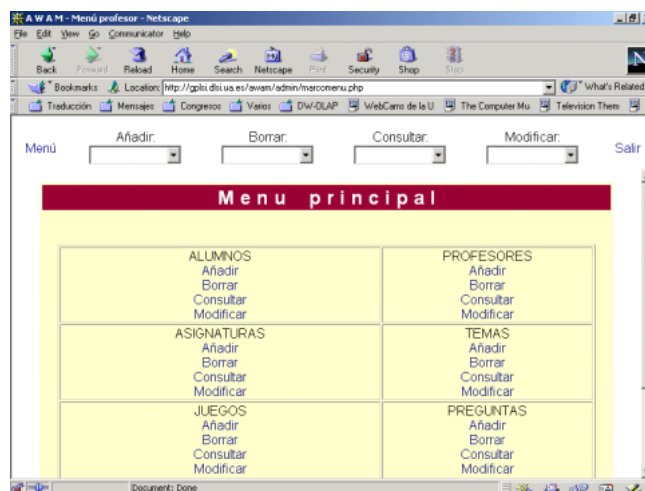 A W A M - Menú profesor - Netscape
File Edit View Go Communicator Help
Back Forward Reload Home Search Netscape Print Security Shop Stop
Bookmarks Location: http://gplsi.dlsi.ua.es/awam/admin/marcomenu.php What's Related
Traducción Mensajes Congresos Varios DW-OLAP WebCams de la U The Computer Mu Television Them
Añadir: Borrar: Consultar: Modificar:
Menú Salir
Menu principal
ALUMNOS PROFESORES
Añadir Añadir
Borrar Borrar
Consultar Consultar
Modificar Modificar
ASIGNATURAS TEMAS
Añadir Añadir
Borrar Borrar
Consultar Consultar
Modificar Modificar
JUEGOS PREGUNTAS
Añadir Añadir
Borrar Borrar
Consultar Consultar
Modificar Modificar
Document: Done